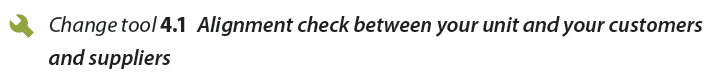 Change tool 4.1 Alignment check between your unit and your customers
and suppliers